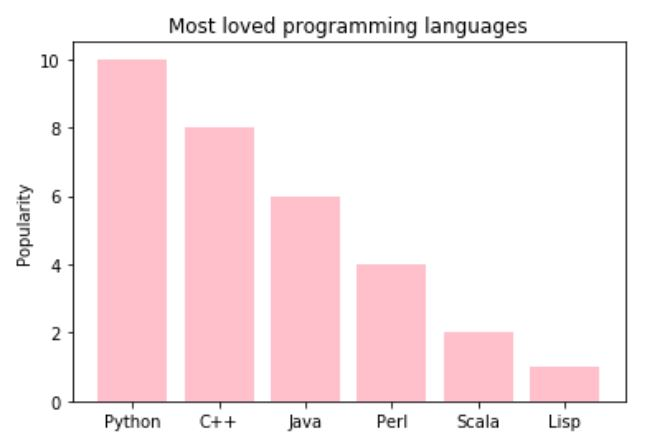 Most loved programming languages
Popularity
10
8
6
4
2
0
Python C++ Java Perl Scala Lisp